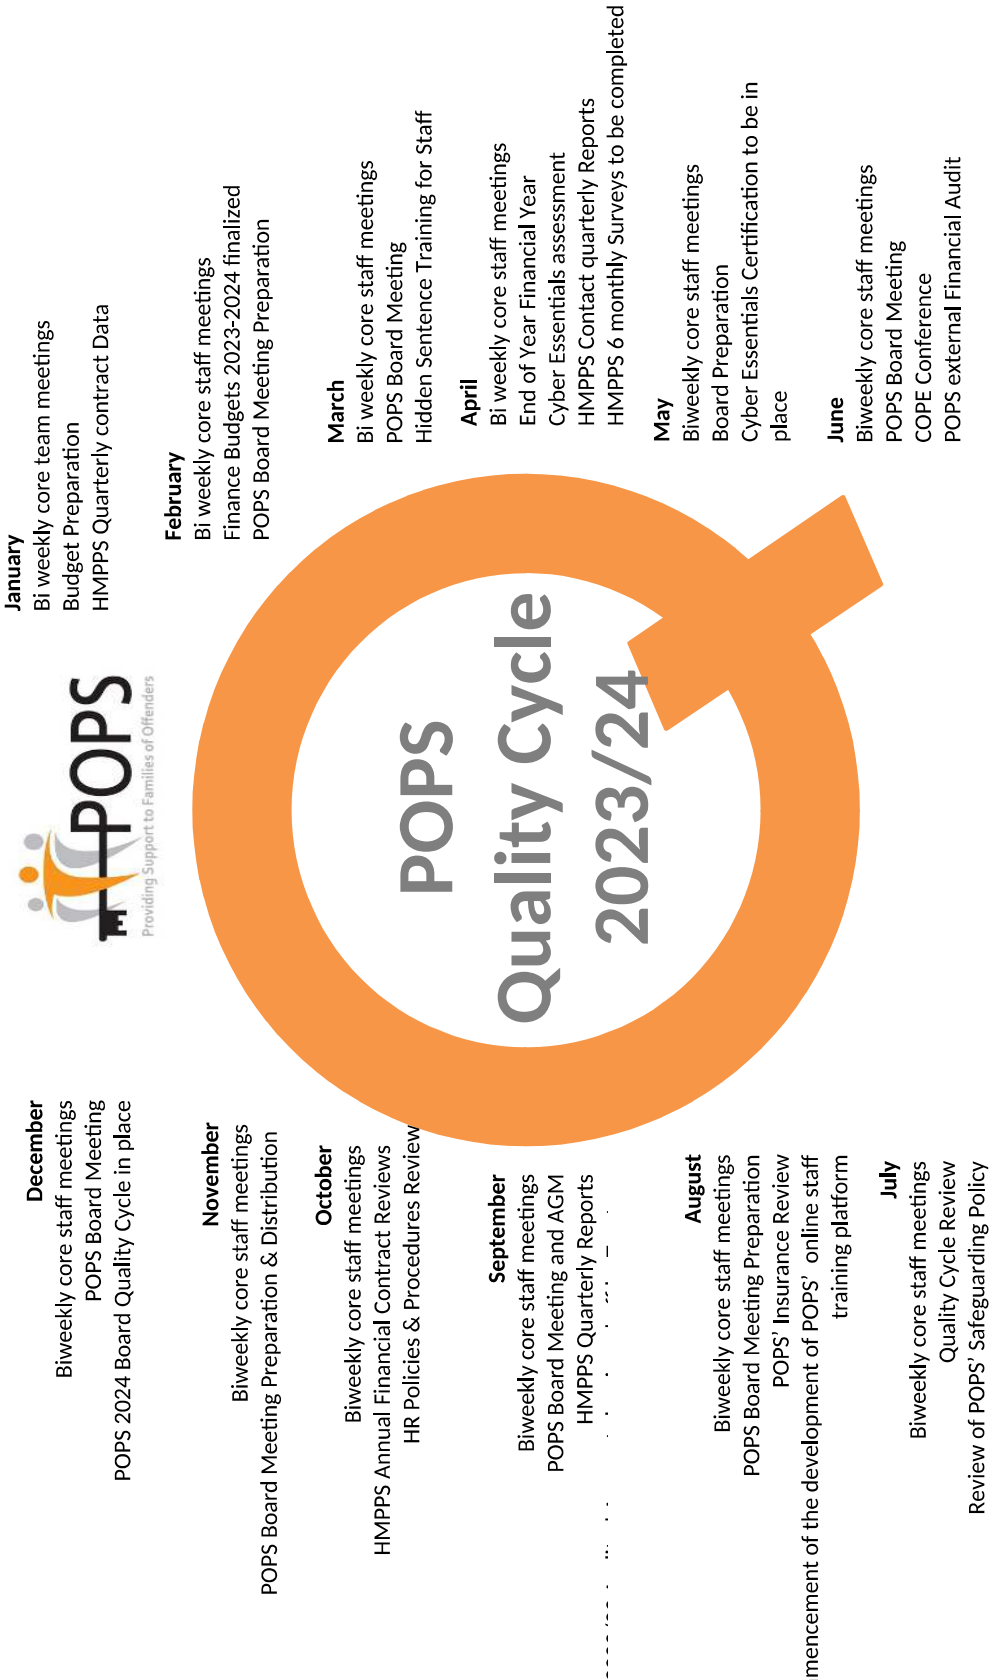 POPS
Providing Support to Families of Offenders
January
Bi weekly core team meetings
Budget Preparation
HMPPS Quarterly contract Data
February
Bi weekly core staff meetings
Finance Budgets 2023-2024 finalized
POPS Board Meeting Preparation
March
Bi weekly core staff meetings
POPS Board Meeting
Hidden Sentence Training for Staff
April
Bi weekly core staff meetings
End of Year Financial Year
Cyber Essentials assessment
HMPPS Contact quarterly Reports
HMPPS 6 monthly Surveys to be completed
May
Biweekly core staff meetings
Board Preparation
Cyber Essentials Certification to be in
place
June
Biweekly core staff meetings
POPS Board Meeting
COPE Conference
POPS external Financial Audit
POPS
Quality Cycle
2023/24
July
Biweekly core staff meetings
Quality Cycle Review
Review of POPS' Safeguarding Policy
August
Biweekly core staff meetings
POPS Board Meeting Preparation
POPS' Insurance Review
mencement of the development of POPS' online staff
training platform
September
Biweekly core staff meetings
POPS Board Meeting and AGM
HMPPS Quarterly Reports
October
Biweekly core staff meetings
HMPPS Annual Financial Contract Reviews
HR Policies & Procedures Review
November
Biweekly core staff meetings
POPS Board Meeting Preparation & Distribution
December
Biweekly core staff meetings
POPS Board Meeting
POPS 2024 Board Quality Cycle in place